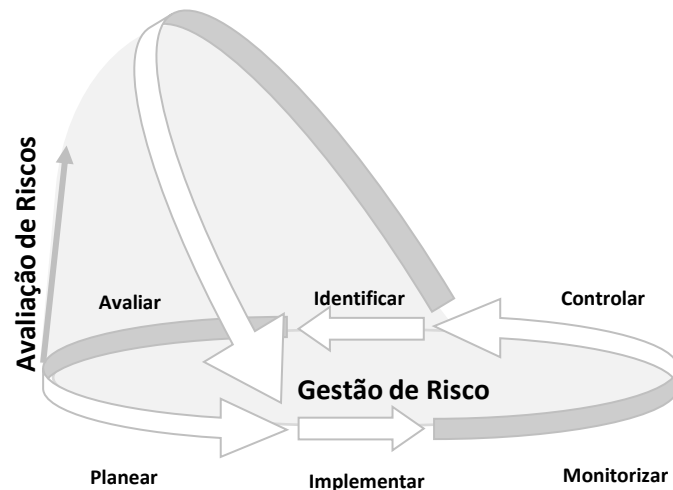 Avaliação de Riscos
Avaliar
Identificar
Controlar
Gestão de Risco
Planear
Implementar
Monitorizar